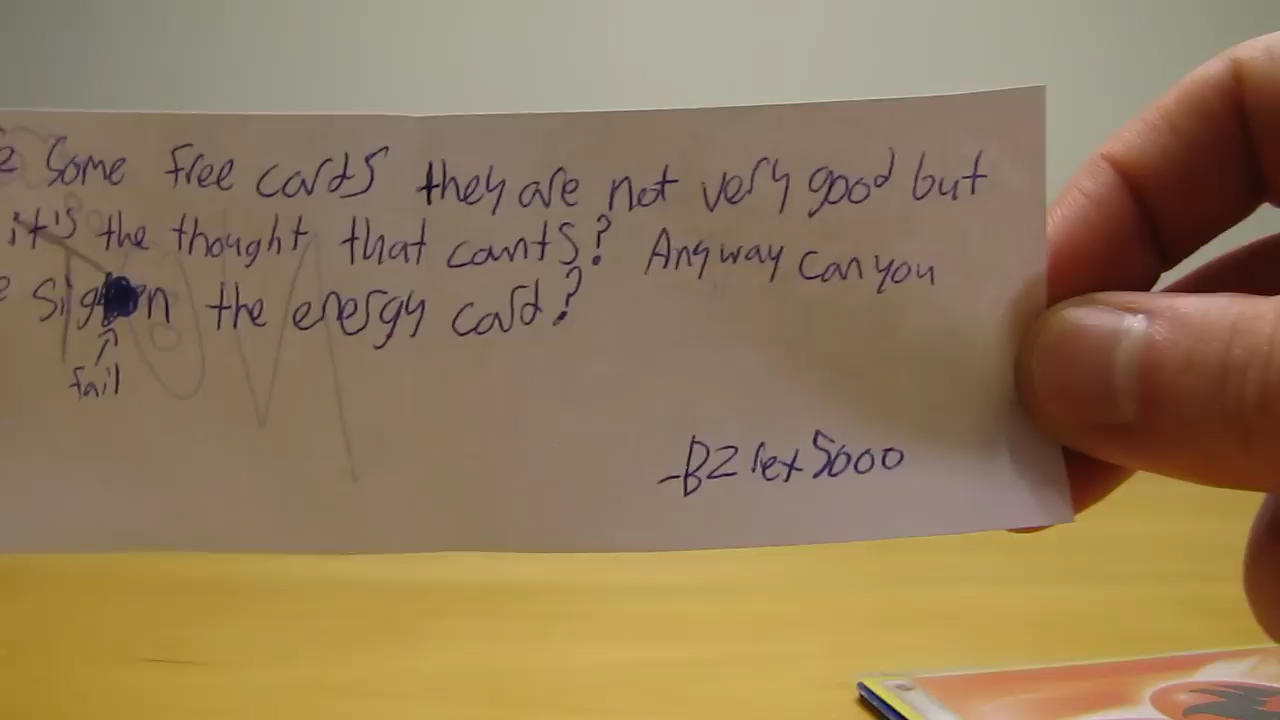 Some free cards they are not very good but
it's the thought that counts? Anyway can you
sign the energy card?
fail
-BZlex5000